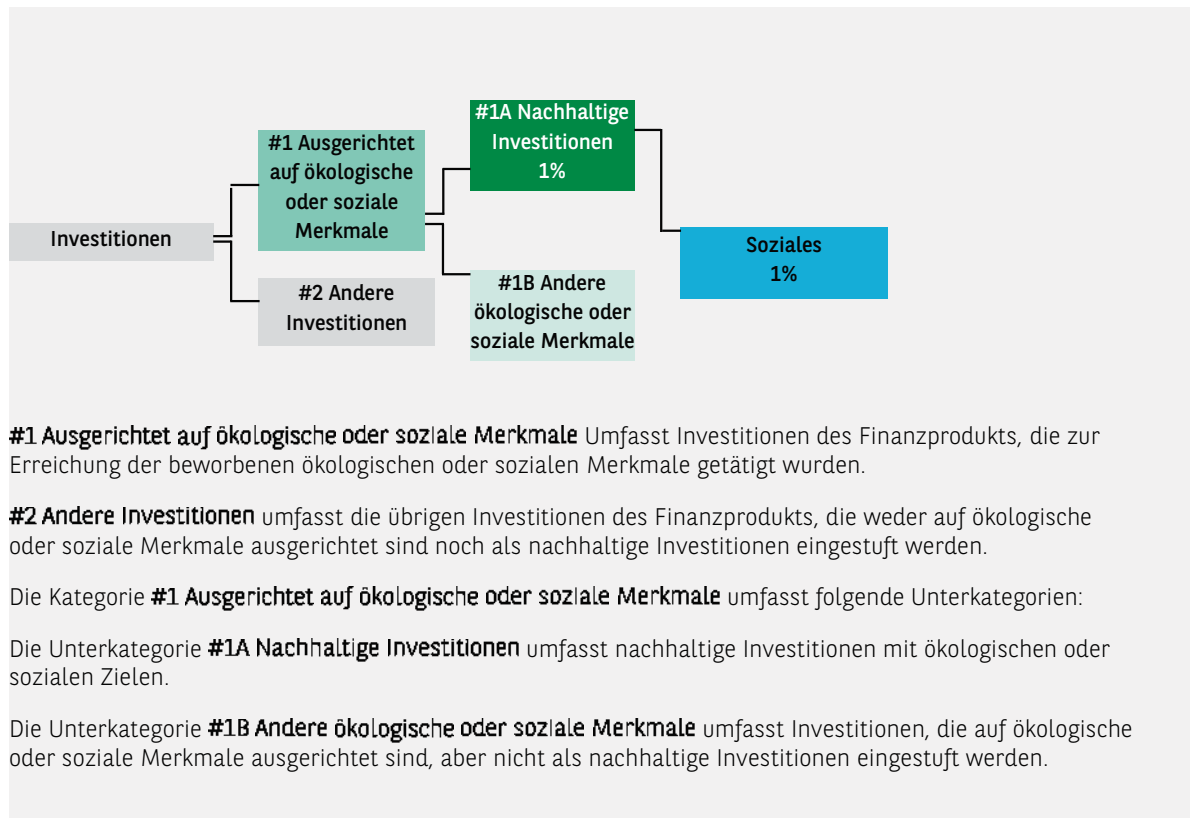 #1A Nachhaltige
Investitionen
1%
#1 Ausgerichtet
auf ökologische
oder soziale
Merkmale
Investitionen
Soziales
1%
#2 Andere
Investitionen
#1B Andere
ökologische oder
soziale Merkmale
#1 Ausgerichtet auf ökologische oder soziale Merkmale Umfasst Investitionen des Finanzprodukts, die zur
Erreichung der beworbenen ökologischen oder sozialen Merkmale getätigt wurden.
#2 Andere Investitionen umfasst die übrigen Investitionen des Finanzprodukts, die weder auf ökologische
oder soziale Merkmale ausgerichtet sind noch als nachhaltige Investitionen eingestuft werden.
Die Kategorie #1 Ausgerichtet auf ökologische oder soziale Merkmale umfasst folgende Unterkategorien:
Die Unterkategorie #1A Nachhaltige Investitionen umfasst nachhaltige Investitionen mit ökologischen oder
sozialen Zielen.
Die Unterkategorie #1B Andere ökologische oder soziale Merkmale umfasst Investitionen, die auf ökologische
oder soziale Merkmale ausgerichtet sind, aber nicht als nachhaltige Investitionen eingestuft werden.